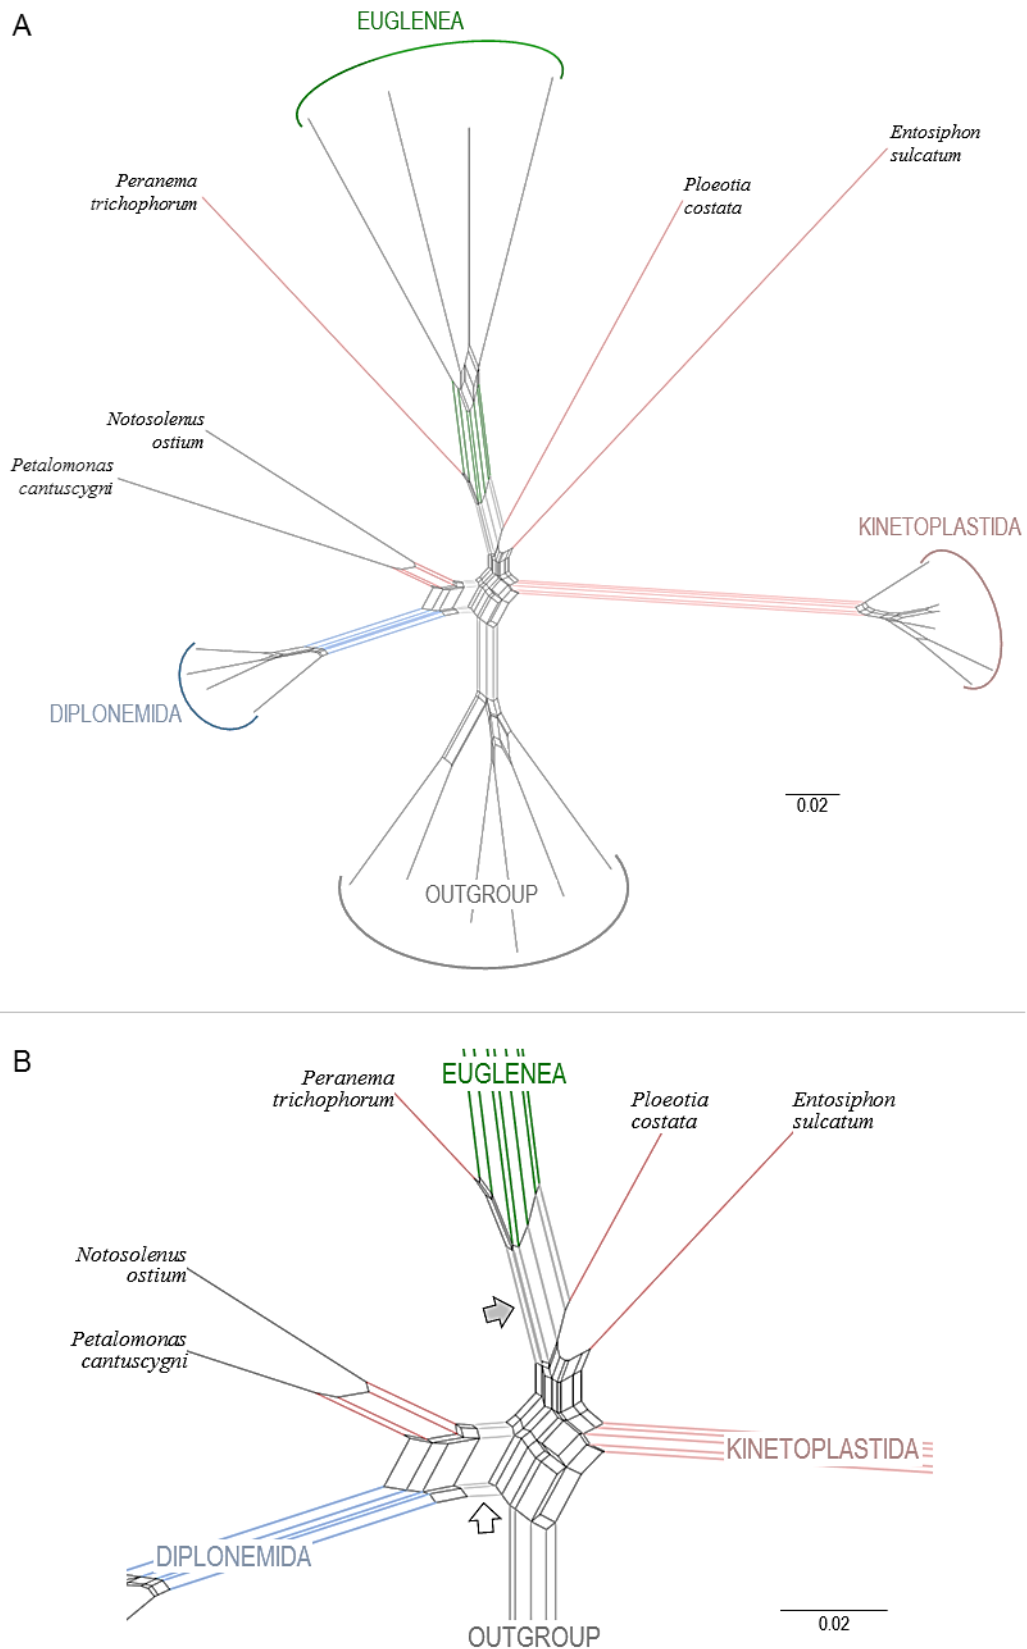 A
EUGLENEA
Entosiphon
sulcatum
Peranema
trichophorum
Ploeotia
costata
Notosolenus
ostium
Petalomonas
cantuscygni
KINETOPLASTIDA
DIPLONEMIDA
0.02
OUTGROUP
B
EUGLENEA
Peranema
trichophorum
Ploeotia
costata
Entosiphon
sulcatum
Notosolenus
ostium
Petalomonas
cantuscygni
KINETOPLASTIDA
DIPLONEMIDA
0.02
OUTGROUP